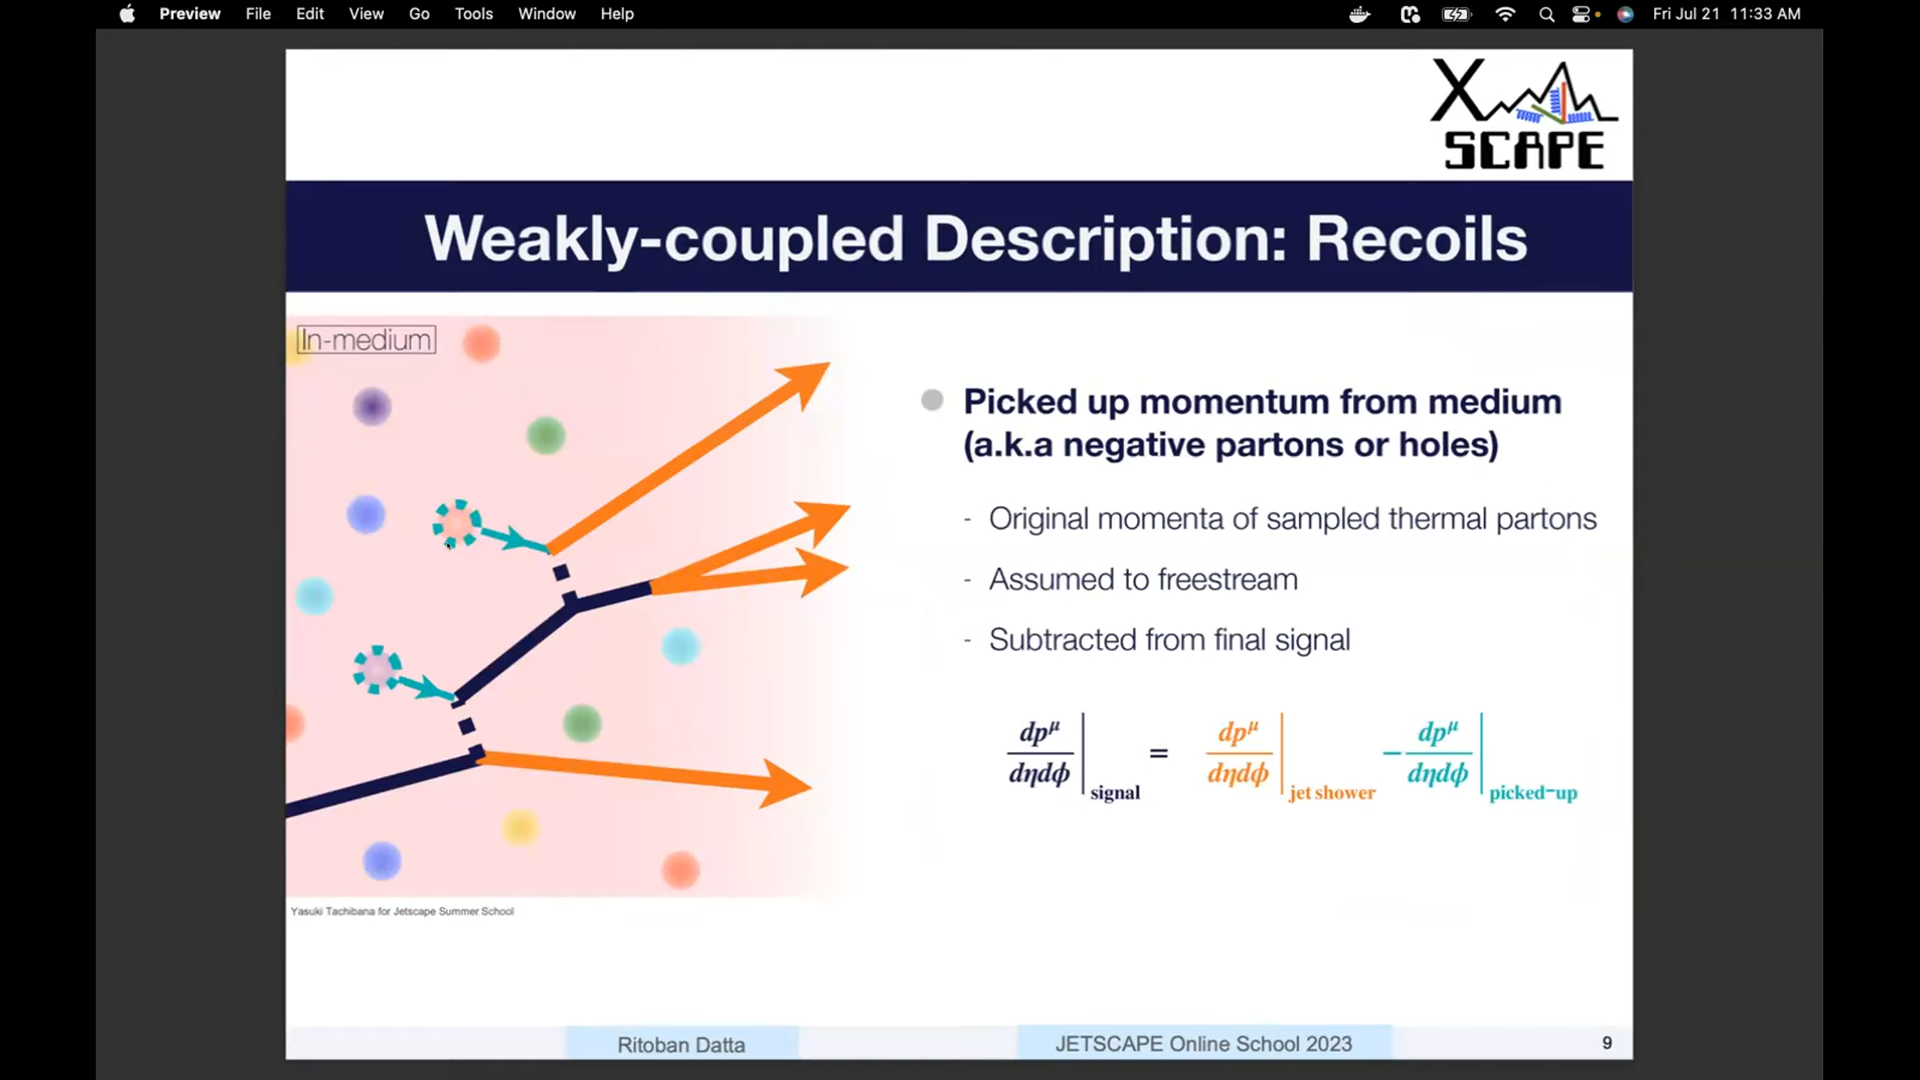 Preview File Edit View Go Tools Window Help Fri Jul 21 11:33 AM
X
SCAPE
Weakly-coupled Description: Recoils
In-medium
Picked up momentum from medium
(a.k.a negative partons or holes)
- Original momenta of sampled thermal partons
- Assumed to freestream
- Subtracted from final signal
dp^μ/dηdϕ|signal = dp^μ/dηdϕ|jet shower − dp^μ/dηdϕ|picked-up
Yasuki Tachibana for Jetscape Summer School
Ritoban Datta
JETSCAPE Online School 2023
9